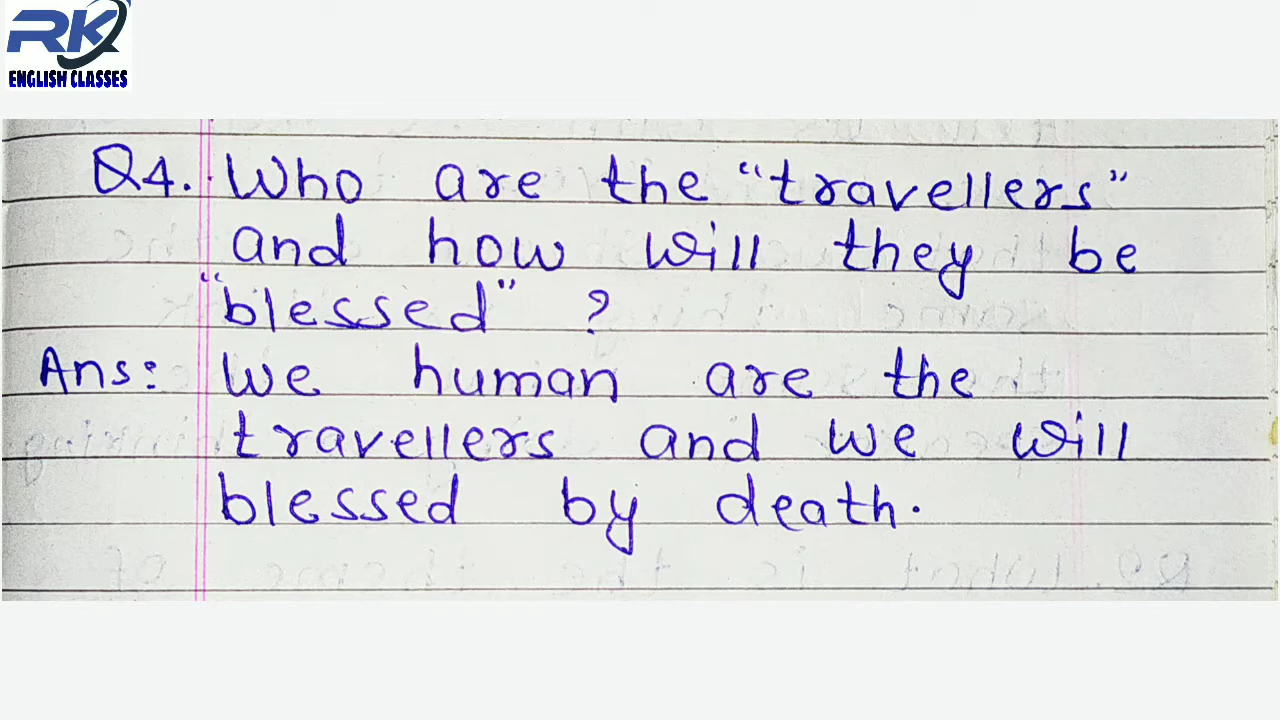 RK
ENGLISH CLASSES
Q4. Who are the "travellers"
and how will they be
"blessed" ?
Ans: We human are the
travellers and we will
blessed by death.